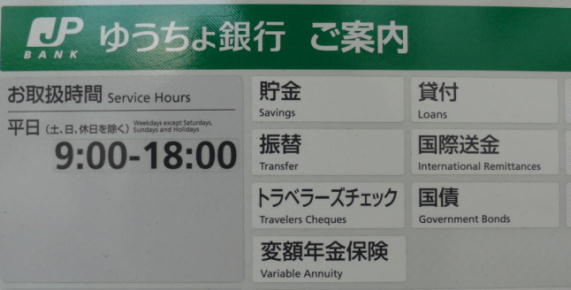 JP BANK ゆうちょ銀行 ご案内
お取扱時間 Service Hours
平日 (土、日、休日を除く) Weekdays except Saturdays, Sundays and Holidays
9:00-18:00
貯金
Savings
貸付
Loans
振替
Transfer
国際送金
International Remittances
トラベラーズチェック
Travelers Cheques
国債
Government Bonds
変額年金保険
Variable Annuity